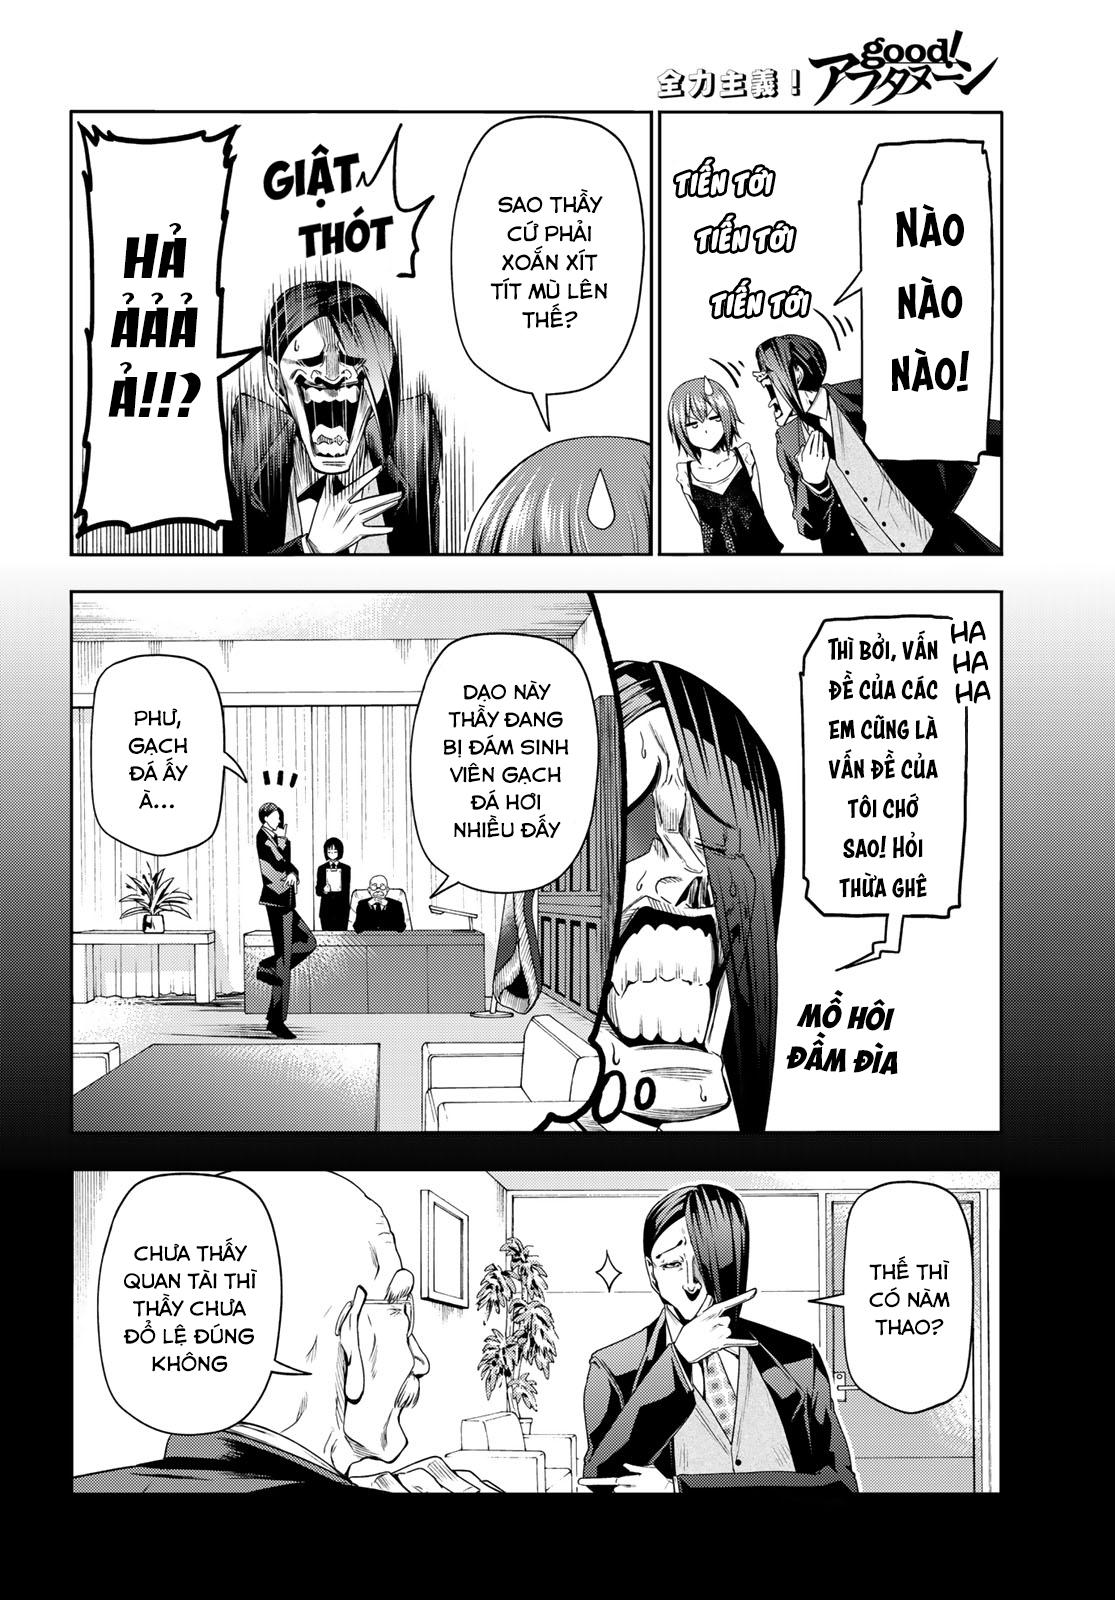 全力主義！
good!
アフタヌーン
NÀO
NÀO
NÀO!
TIẾN TỚI
TIẾN TỚI
TIẾN TỚI
SAO THẦY
CỨ PHẢI
XOẮN XÍT
TÍT MÙ LÊN
THẾ?
GIẬT
THÓT
HẢ
ẢẢẢ
Ả!!!?
THÌ BỞI, VẤN
ĐỀ CỦA CÁC
EM CŨNG LÀ
VẤN ĐỀ CỦA
TÔI CHỚ
SAO! HỎI
THỪA GHÊ
HA
HA
HA
MỒ HÔI
ĐẦM ĐÌA
DẠO NÀY
THẦY ĐANG
BỊ ĐÁM SINH
VIÊN GẠCH
ĐÁ HƠI
NHIỀU ĐẤY
PHƯ,
GẠCH
ĐÁ ẤY
À...
THẾ THÌ
CÓ NÀM
THAO?
CHƯA THẤY
QUAN TÀI THÌ
THẦY CHƯA
ĐỔ LỆ ĐÚNG
KHÔNG